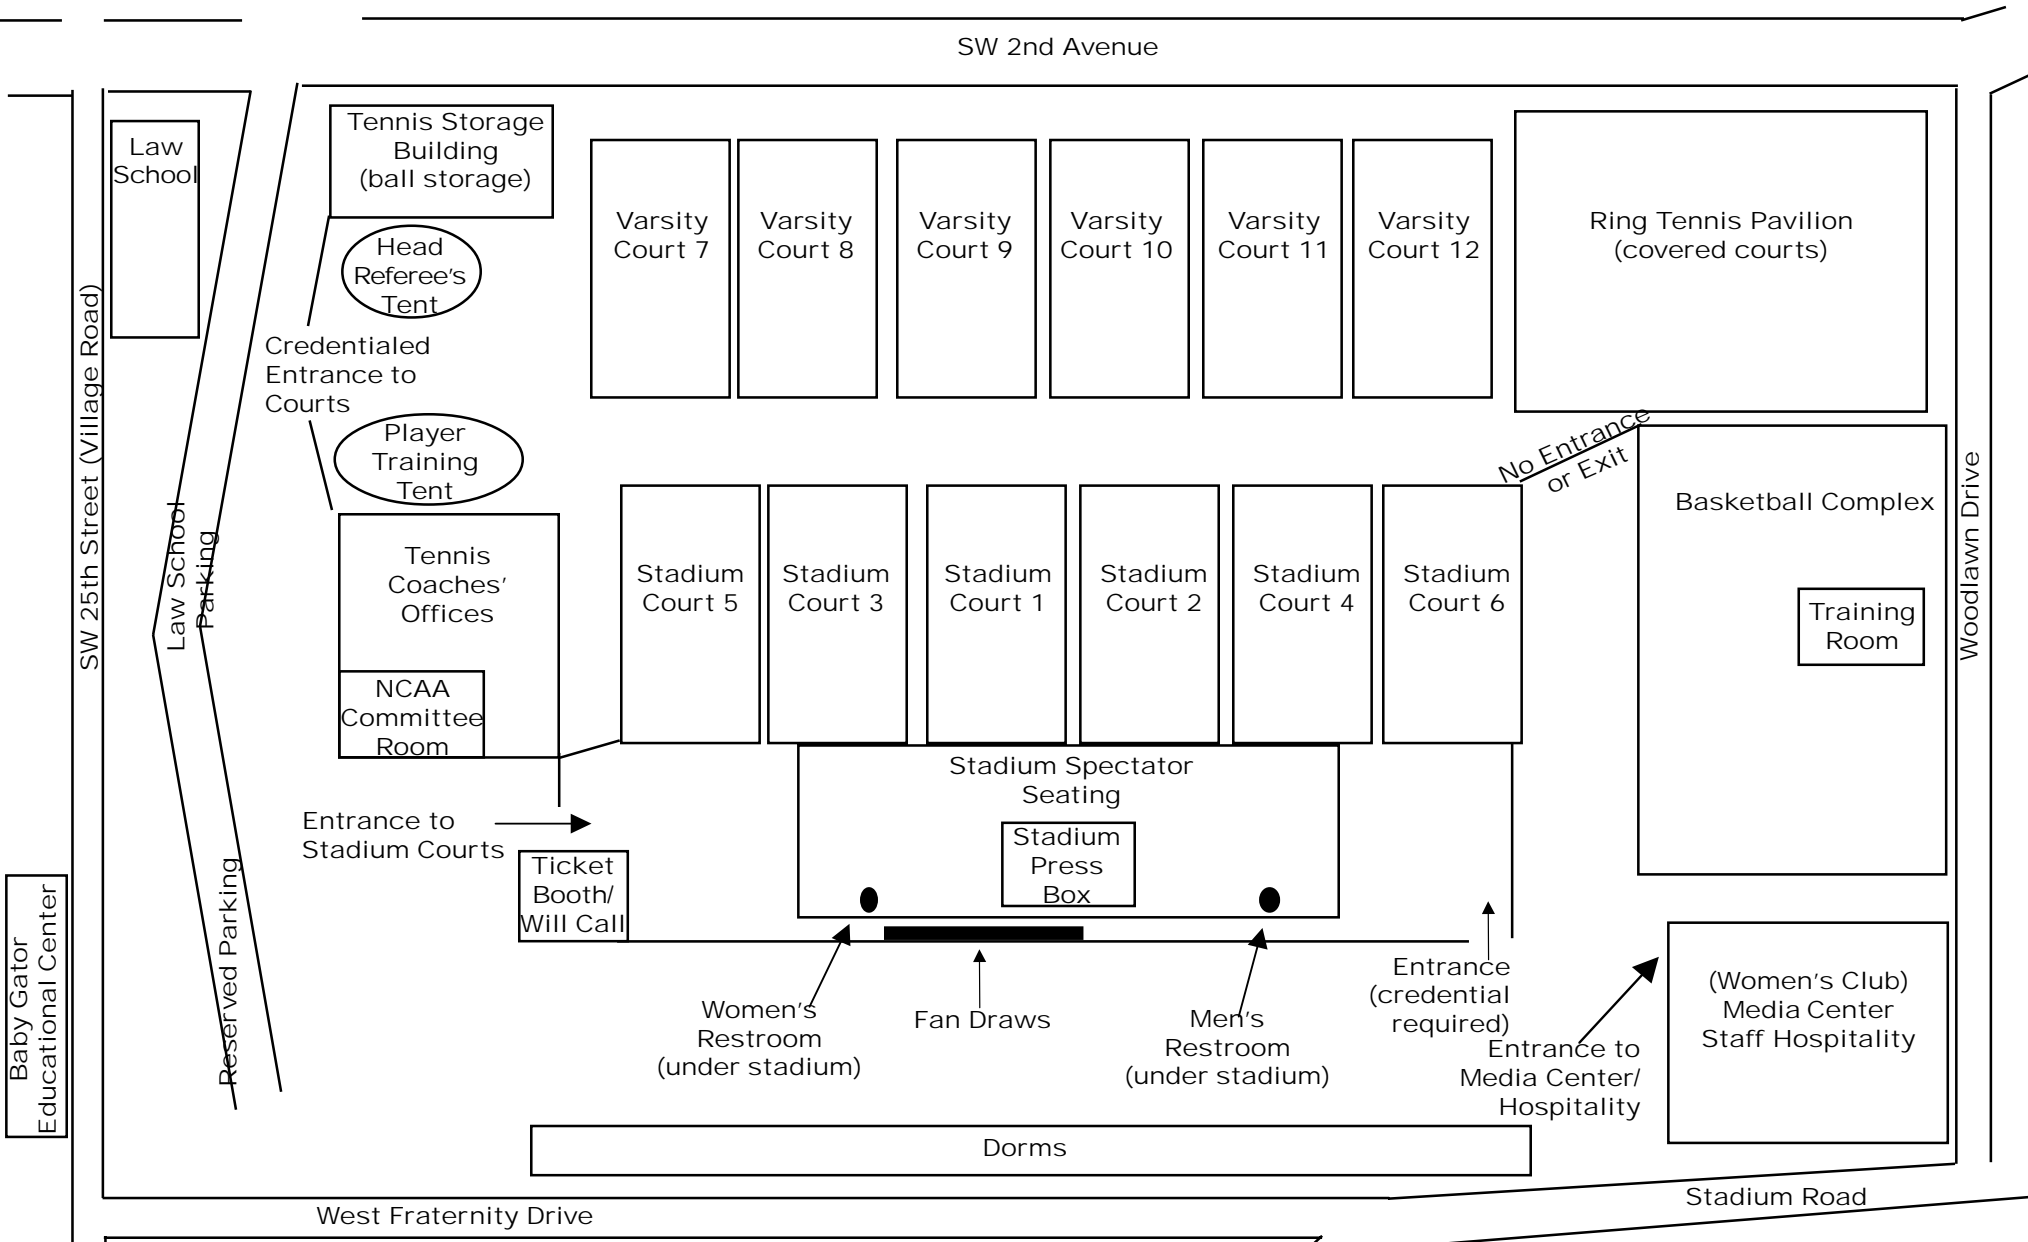 SW 2nd Avenue
Law
School
Tennis Storage
Building
(ball storage)
Head
Referee's
Tent
Varsity
Court 7
Varsity
Court 8
Varsity
Court 9
Varsity
Court 10
Varsity
Court 11
Varsity
Court 12
Ring Tennis Pavilion
(covered courts)
SW 25th Street (Village Road)
Credentialed
Entrance to
Courts
Player
Training
Tent
No Entrance
or Exit
Law School
Parking
Tennis
Coaches'
Offices
NCAA
Committee
Room
Stadium
Court 5
Stadium
Court 3
Stadium
Court 1
Stadium
Court 2
Stadium
Court 4
Stadium
Court 6
Basketball Complex
Training
Room
Woodlawn Drive
Stadium Spectator
Seating
Stadium
Press
Box
Entrance to
Stadium Courts
Ticket
Booth/
Will Call
Baby Gator
Educational Center
Reserved Parking
Women's
Restroom
(under stadium)
Fan Draws
Men's
Restroom
(under stadium)
Entrance
(credential
required)
Entrance to
Media Center/
Hospitality
(Women's Club)
Media Center
Staff Hospitality
Dorms
West Fraternity Drive
Stadium Road